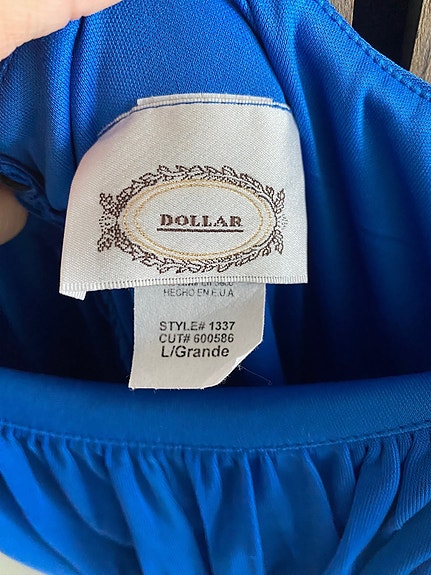 DOLLAR
HECHO EN E.U.A
STYLE# 1337
CUT# 600586
L/Grande